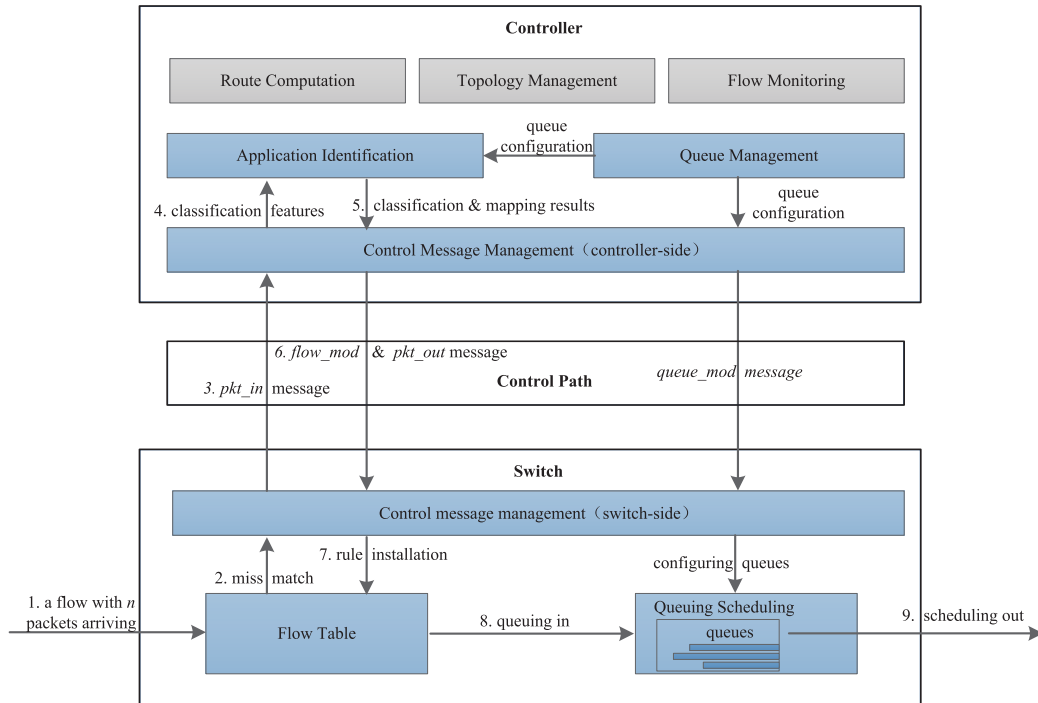 Controller
Route Computation
Topology Management
Flow Monitoring
queue
configuration
Application Identification
Queue Management
4. classification features
5. classification & mapping results
queue
configuration
Control Message Management（controller-side）
6. flow_mod & pkt_out message
queue_mod message
Control Path
3. pkt_in message
Switch
Control message management（switch-side）
7. rule installation
2. miss match
configuring queues
1. a flow with n
packets arriving
Flow Table
8. queuing in
Queuing Scheduling
queues
9. scheduling out